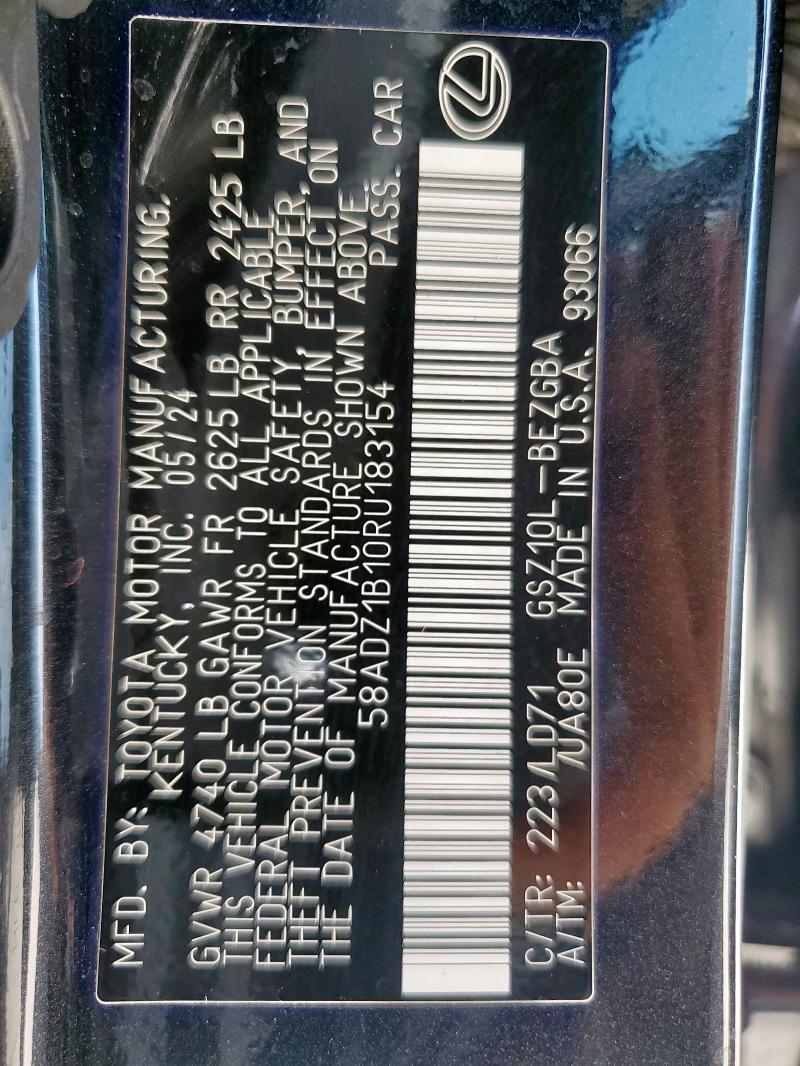 MFD. BY: TOYOTA MOTOR MANUFACTURING,
KENTUCKY, INC. 05/24
GVWR 4740 LB GAWR FR 2625 LB RR 2425 LB
THIS VEHICLE CONFORMS TO ALL APPLICABLE
FEDERAL MOTOR VEHICLE SAFETY, BUMPER, AND
THEFT PREVENTION STANDARDS IN EFFECT ON
THE DATE OF MANUFACTURE SHOWN ABOVE.
58ADZ1B10RU183154 PASS. CAR
C/TR: 223/LD71 GSZ10L-BEZGBA
A/TM: /UA80E MADE IN U.S.A. 93066